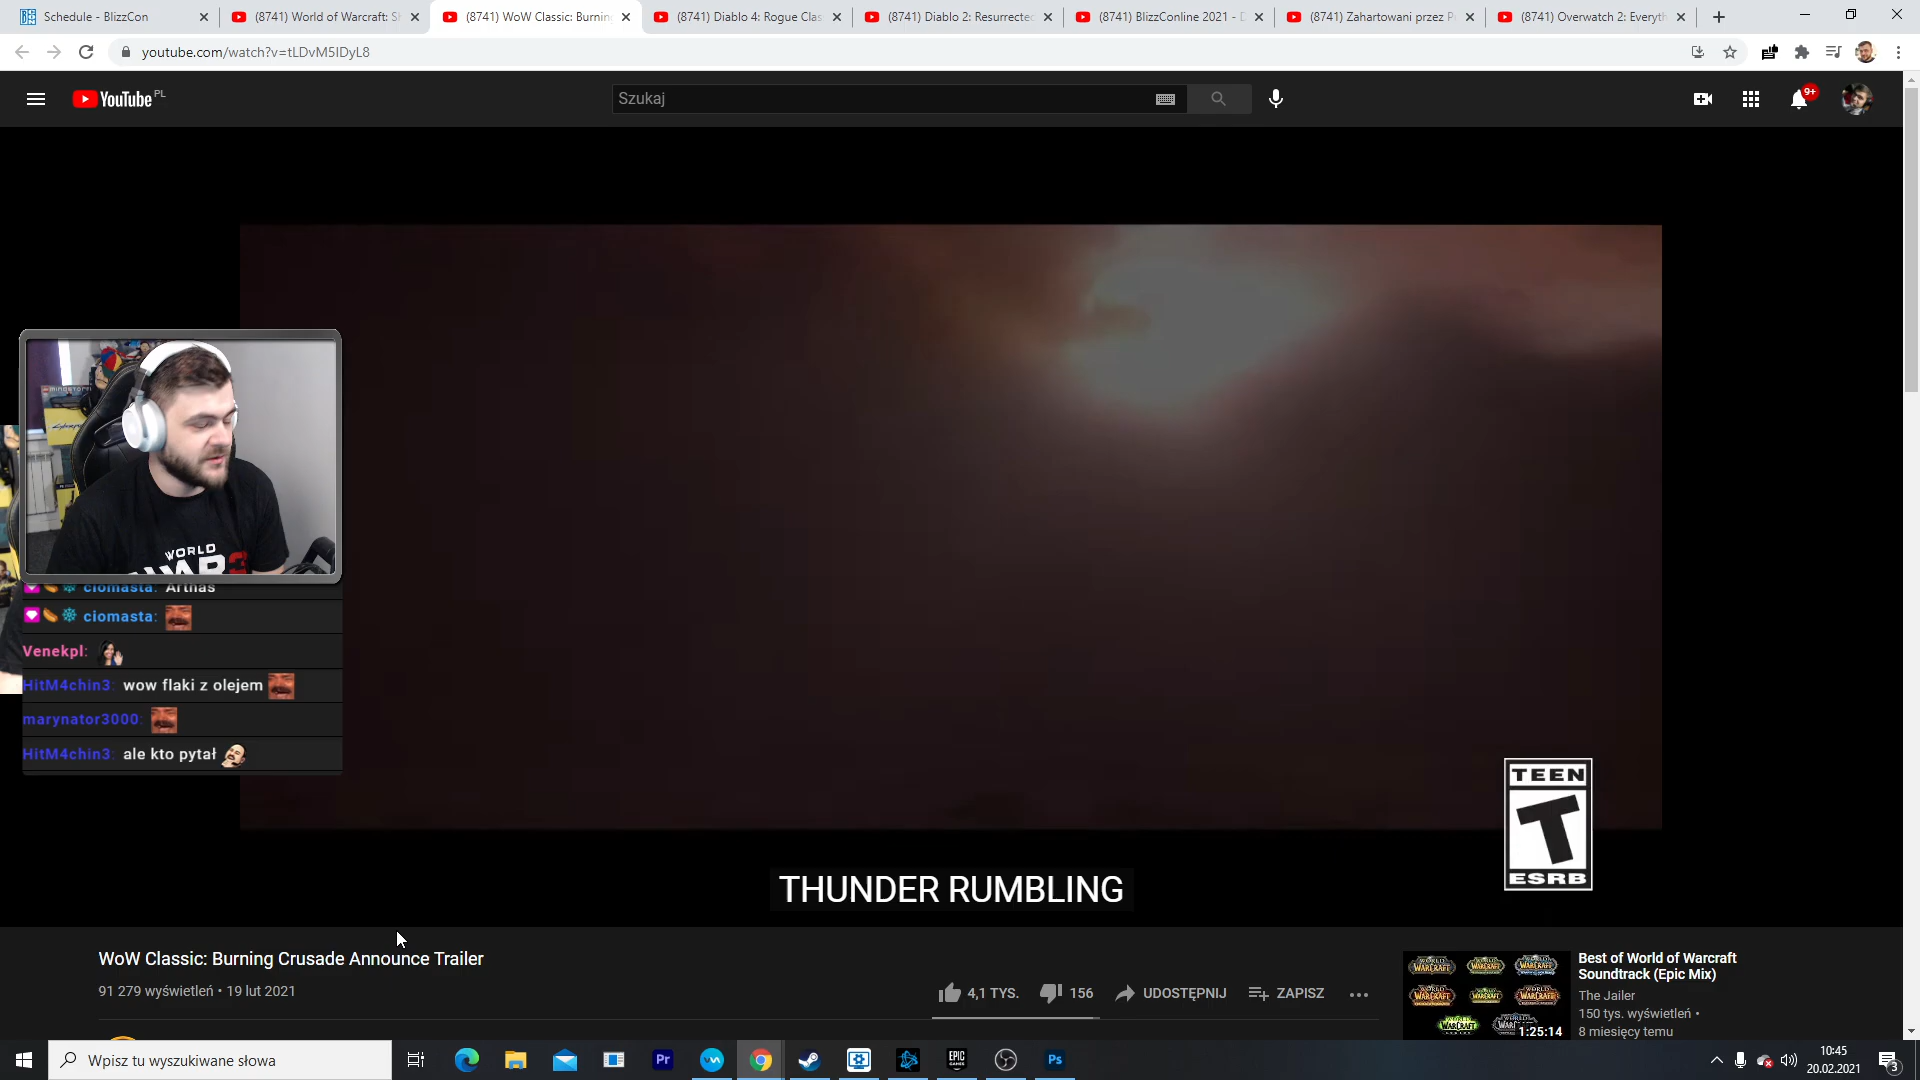 Schedule - BlizzCon
(8741) World of Warcraft: S
(8741) WoW Classic: Burnin
(8741) Diablo 4: Rogue Clas
(8741) Diablo 2: Resurrecte
(8741) BlizzConline 2021 - D
(8741) Zahartowani przez P
(8741) Overwatch 2: Everyth
youtube.com/watch?v=tLDvM5IDyL8
YouTube PL
Szukaj
9+
WORLD
WAR 3
ciomasta: Arthas
ciomasta:
Venekpl:
HitM4chin3: wow flaki z olejem
marynator3000:
HitM4chin3: ale kto pytał
TEEN
T
ESRB
THUNDER RUMBLING
WoW Classic: Burning Crusade Announce Trailer
91 279 wyświetleń • 19 lut 2021
4,1 TYS.
156
UDOSTĘPNIJ
ZAPISZ
1:25:14
Best of World of Warcraft
Soundtrack (Epic Mix)
The Jailer
150 tys. wyświetleń •
8 miesięcy temu
Wpisz tu wyszukiwane słowa
Pr
EPIC
GAMES
Ps
10:45
20.02.2021
3